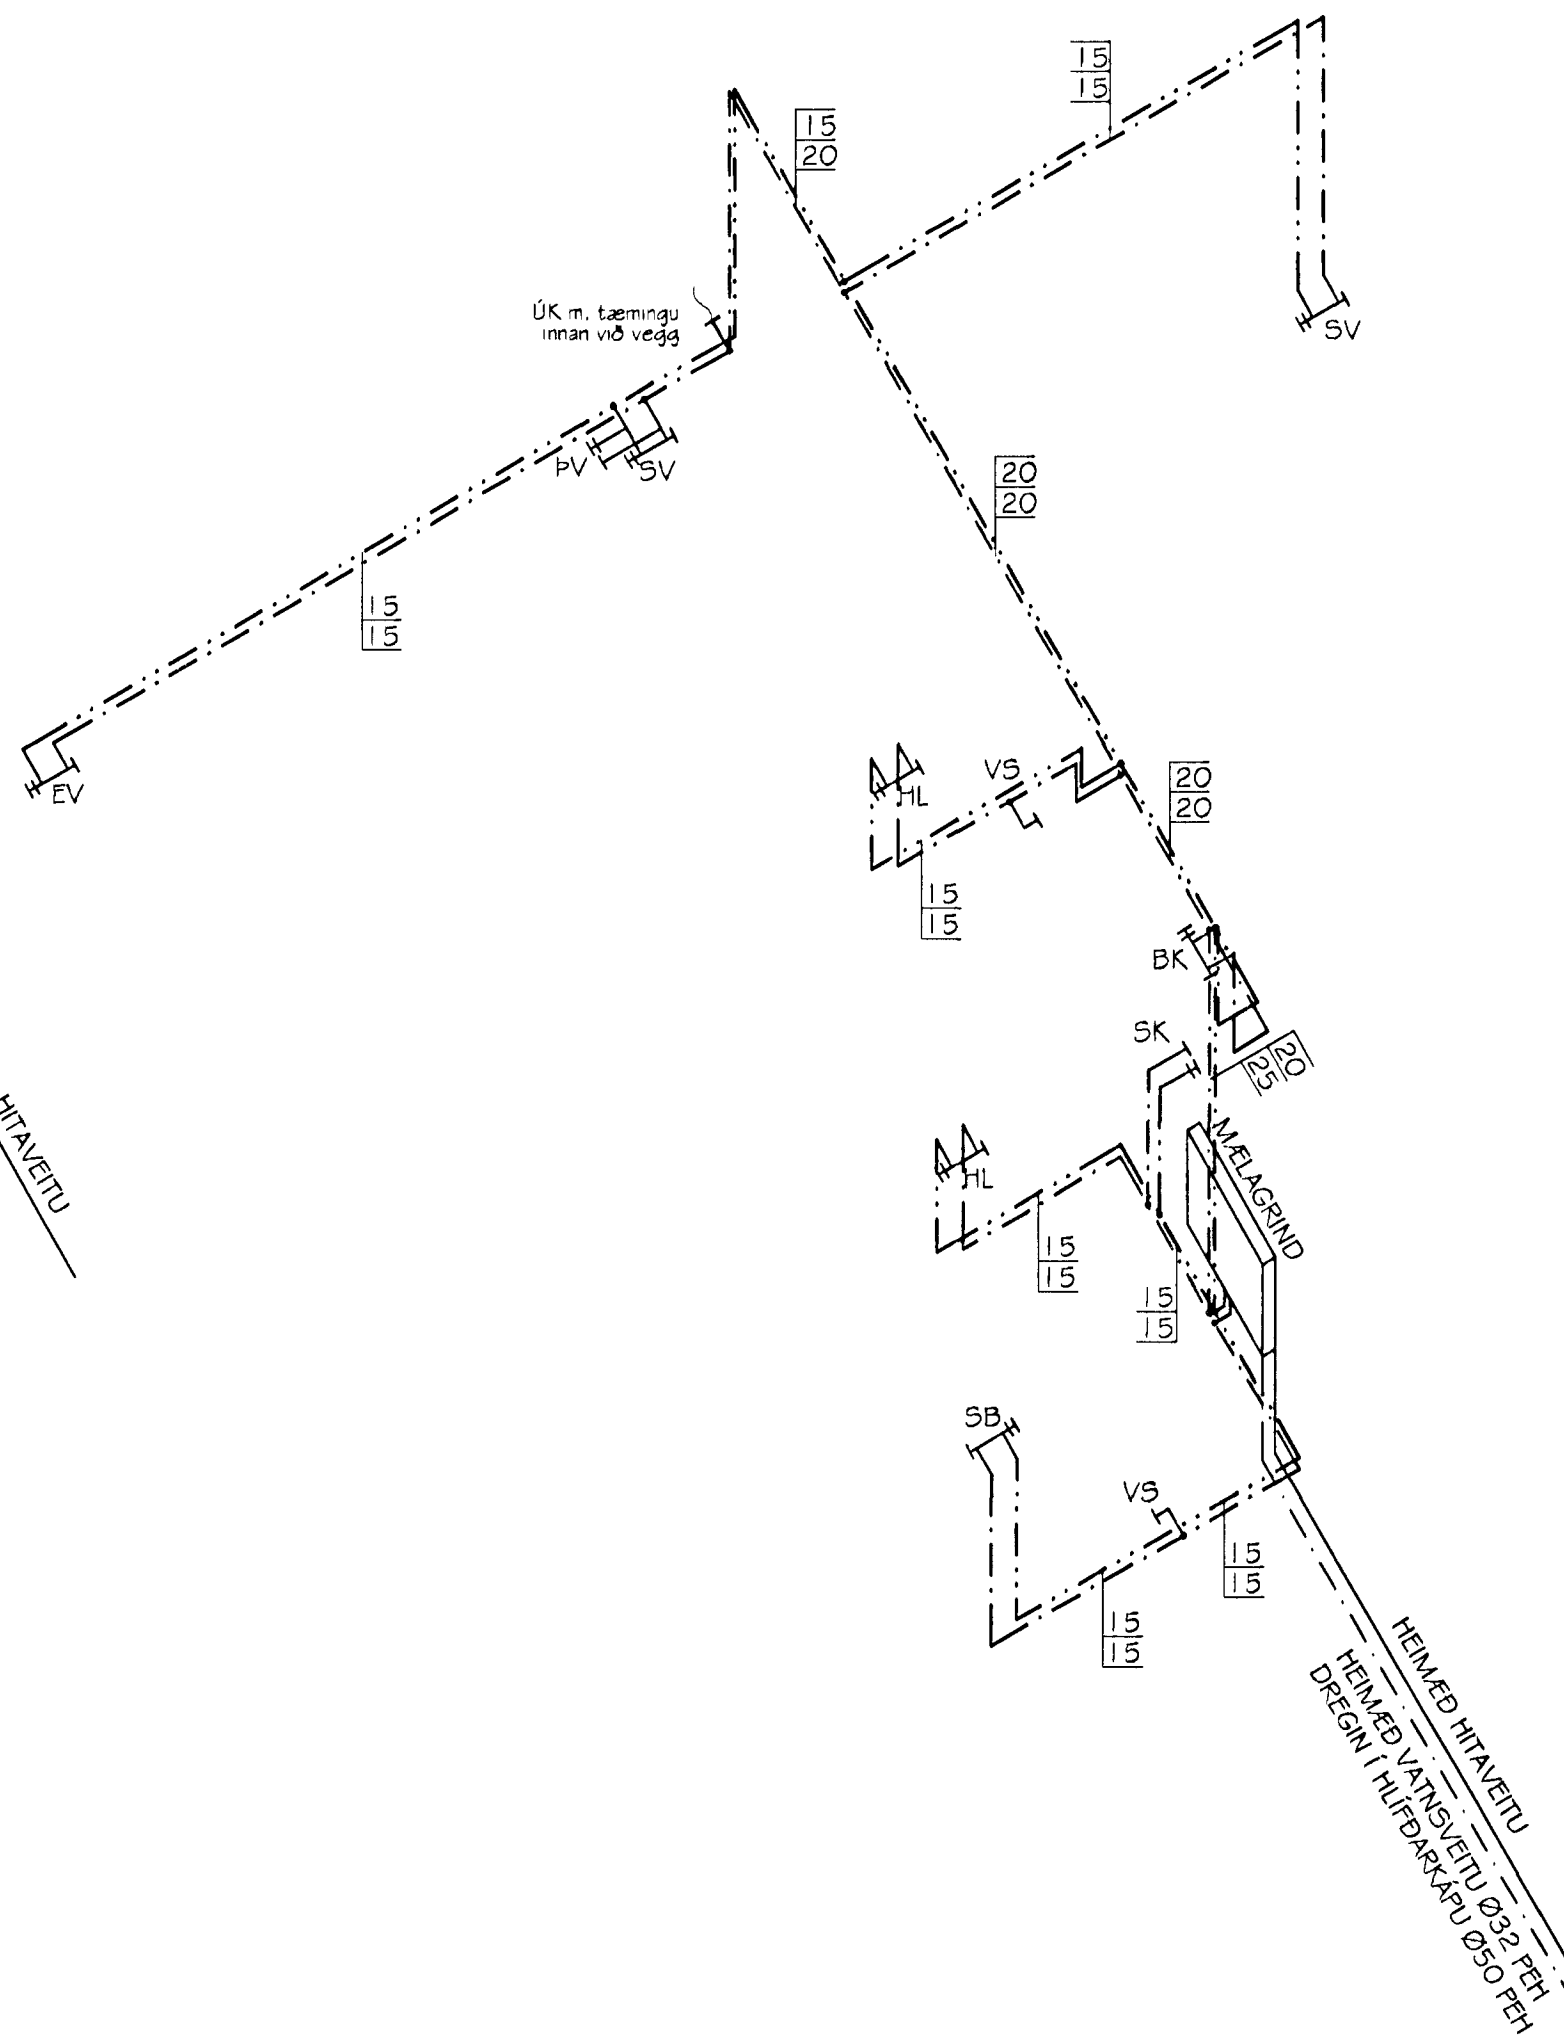 15
15
15
20
ÚK m. tæmingu
innan við vegg
SV
ÞV
SV
20
20
15
15
EV
VS
HL
20
20
15
15
BK
SK
20
25
HITAVEITU
MÆLAGRIND
HL
15
15
15
15
SB
VS
15
15
15
15
HEIMÆÐ HITAVEITU
HEIMÆÐ VATNSVEITU Ø32 PEH
DREGIN Í HLÍFÐARKÁPU Ø50 PEH